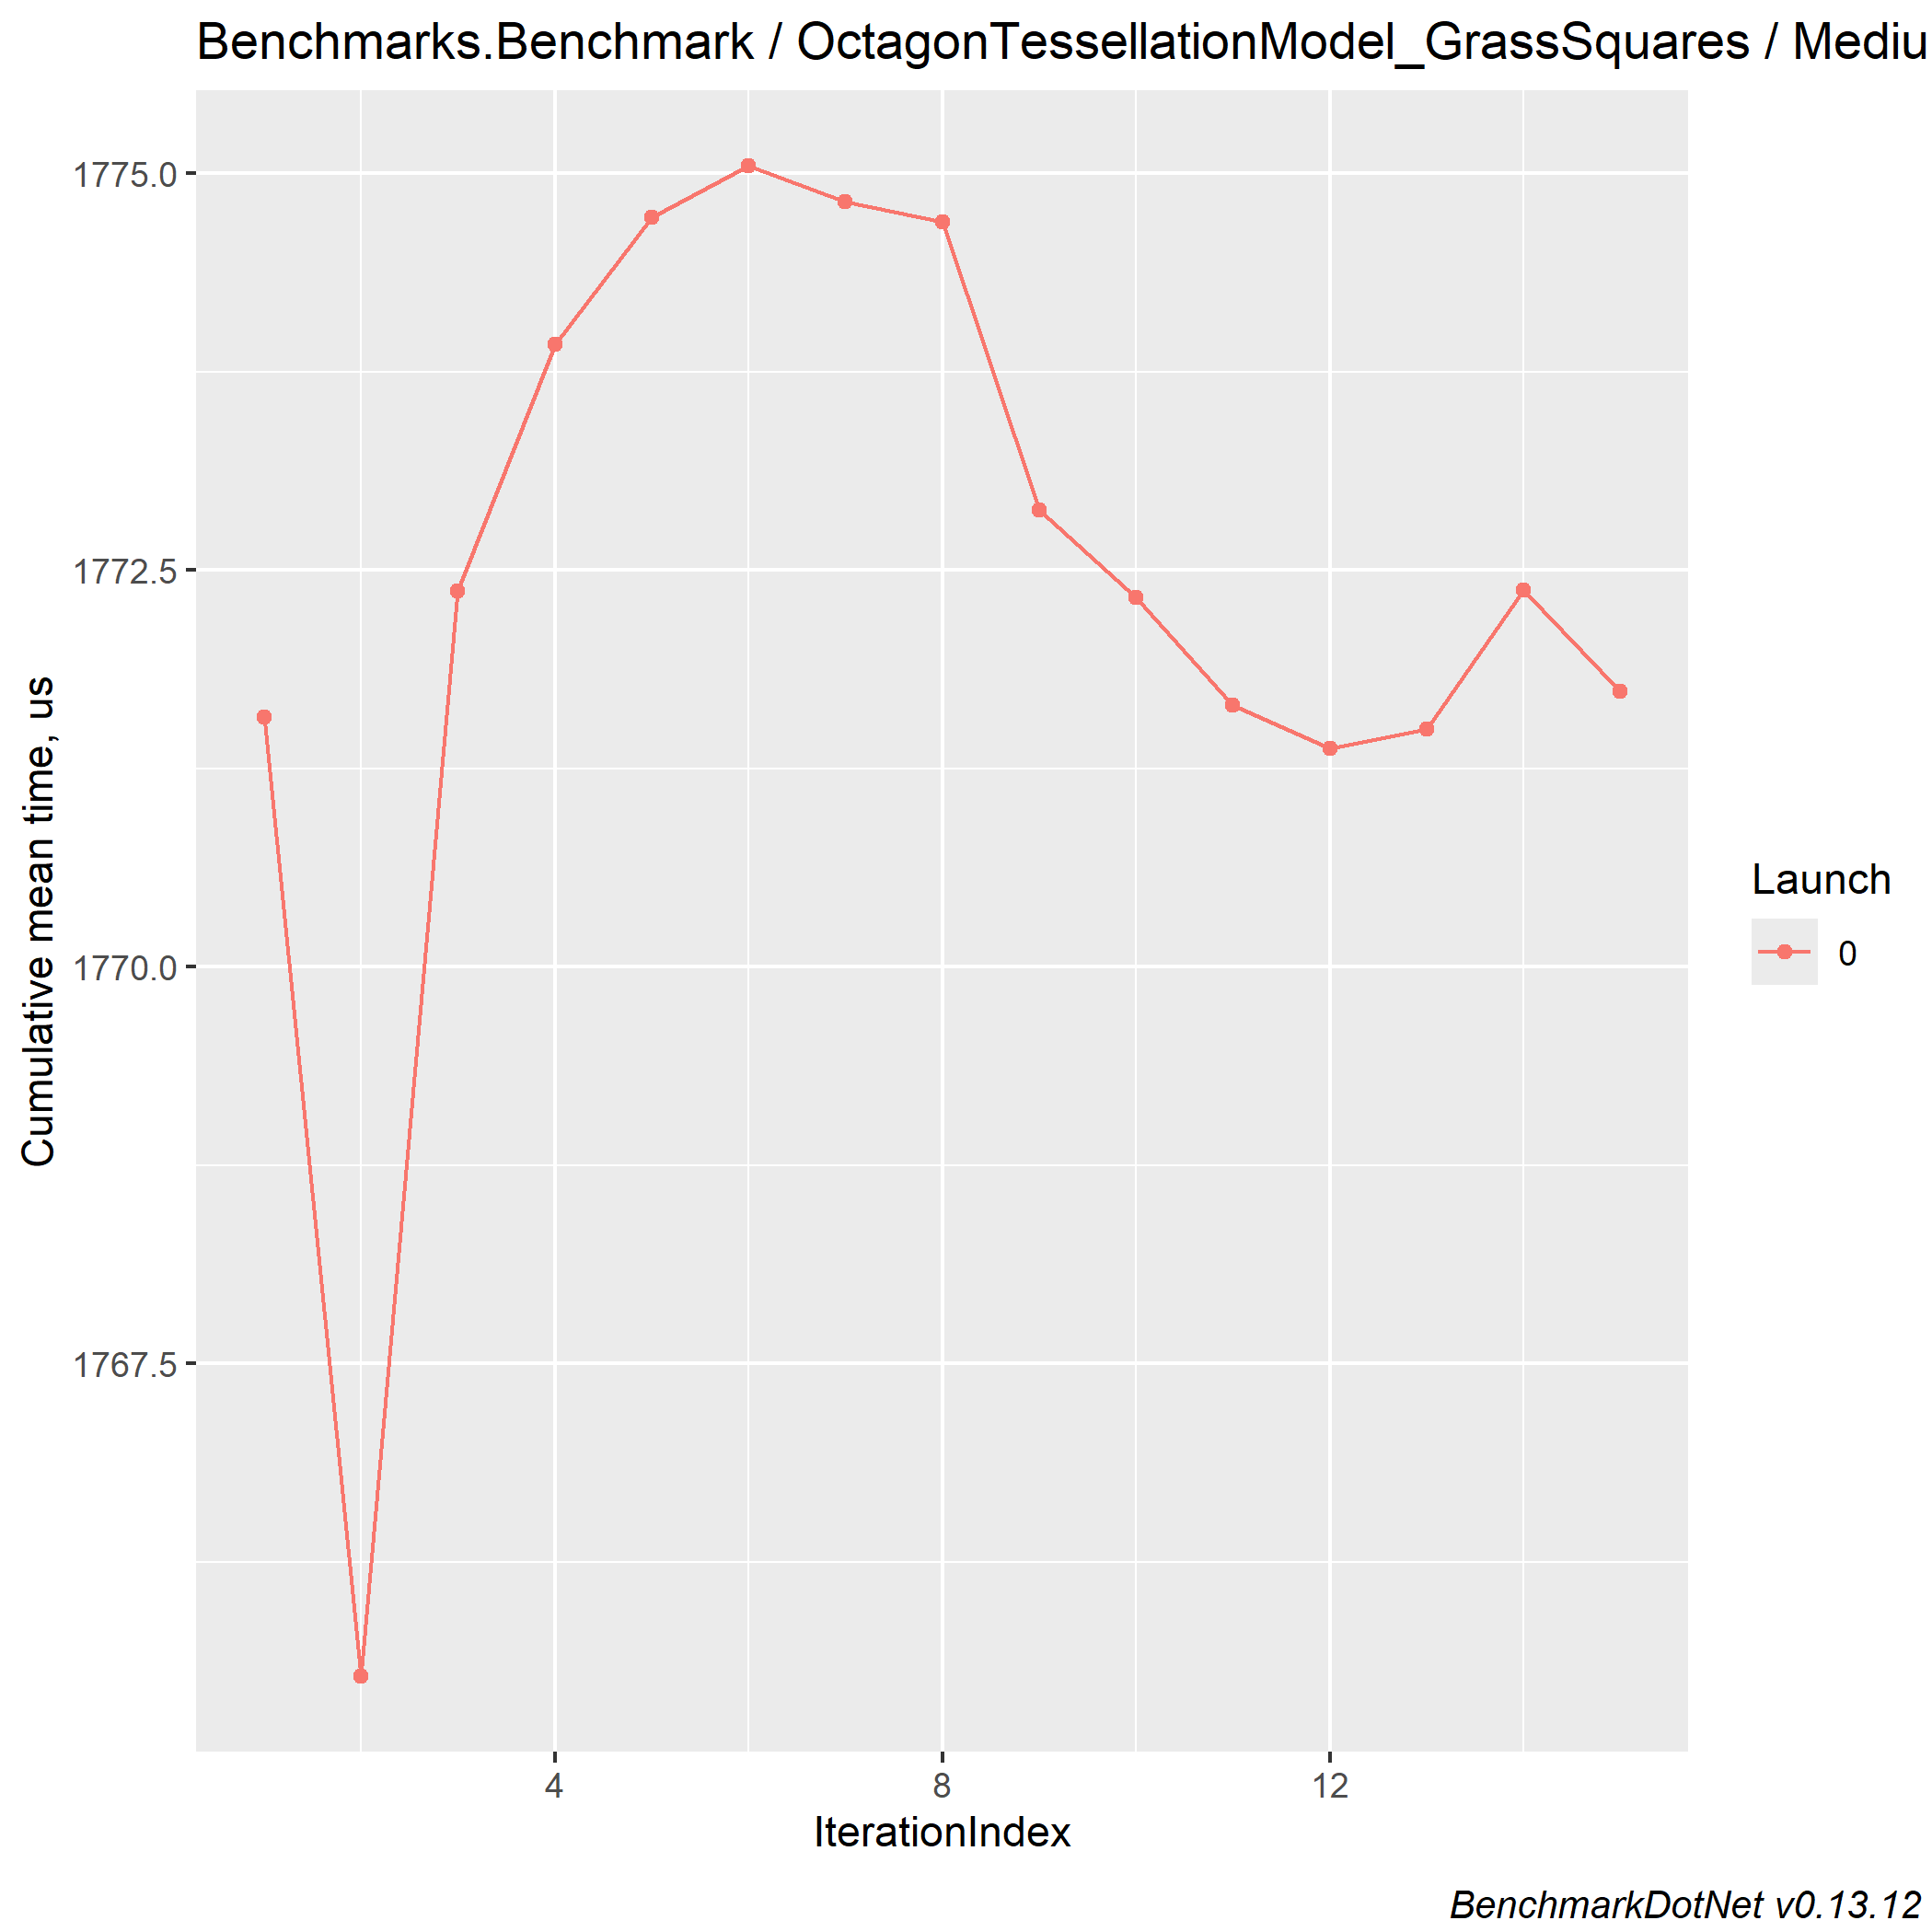 Benchmarks.Benchmark / OctagonTessellationModel_GrassSquares / Mediu
1775.0
1772.5
1770.0
1767.5
Cumulative mean time, us
4 8 12
IterationIndex
Launch
0
BenchmarkDotNet v0.13.12